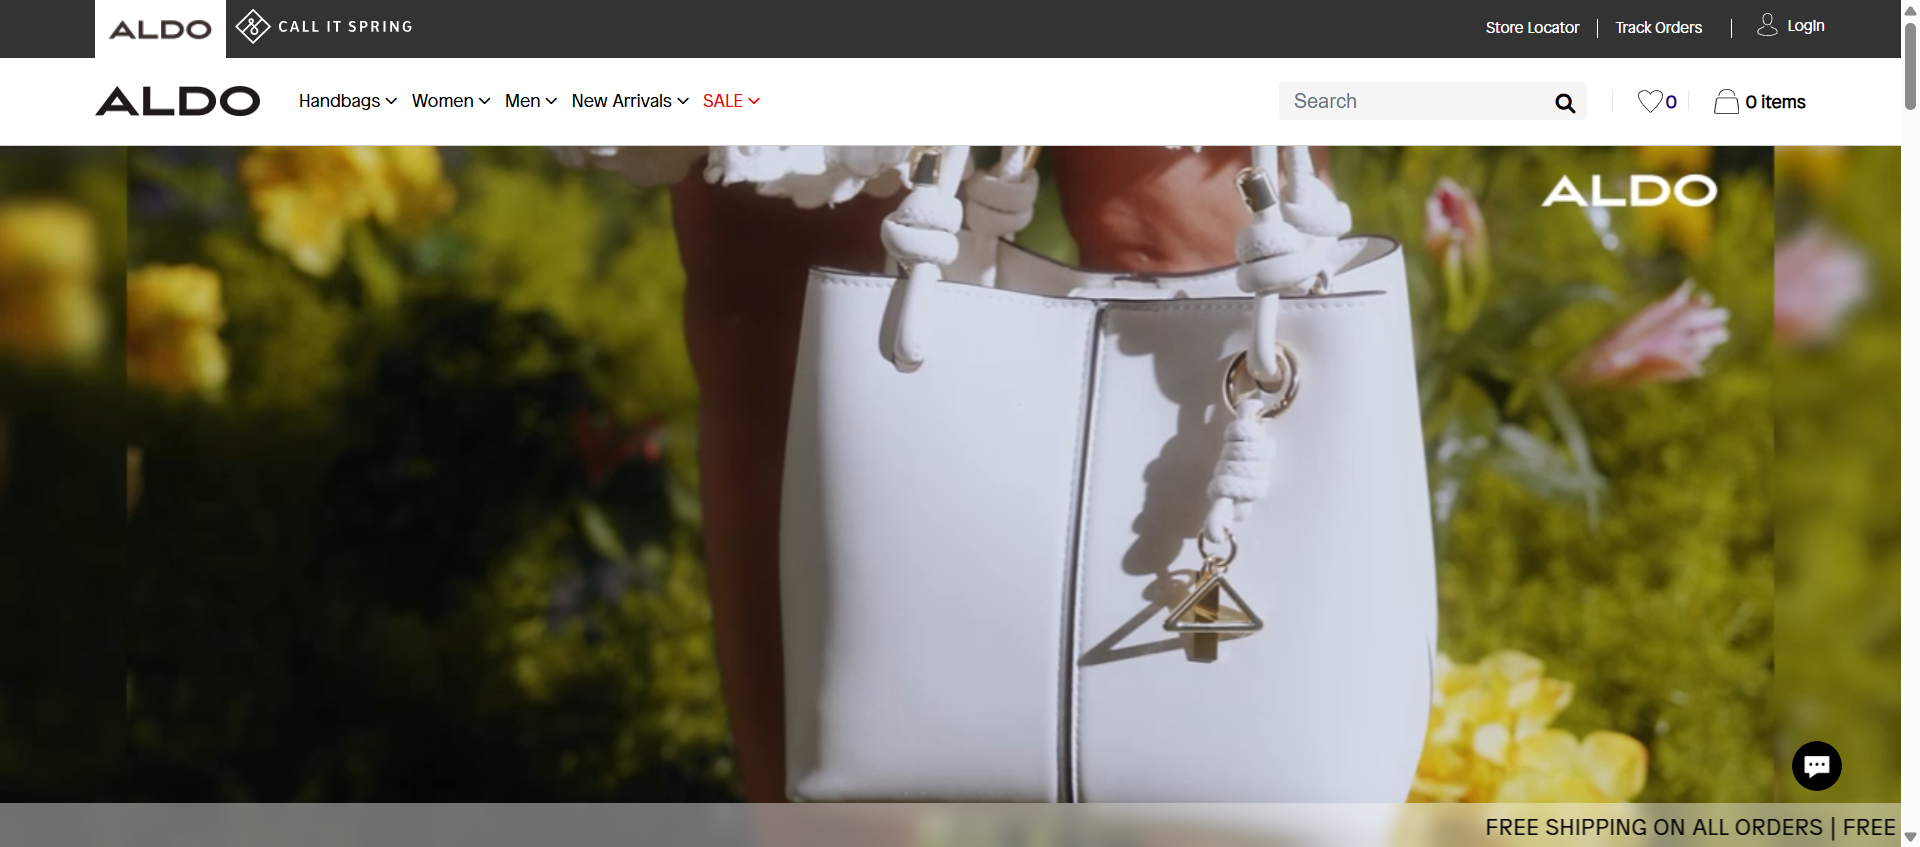 ALDO
CALL IT SPRING
Store Locator
Track Orders
Login
ALDO
Handbags
Women
Men
New Arrivals
SALE
Search
0
0 items
ALDO
FREE SHIPPING ON ALL ORDERS | FREE